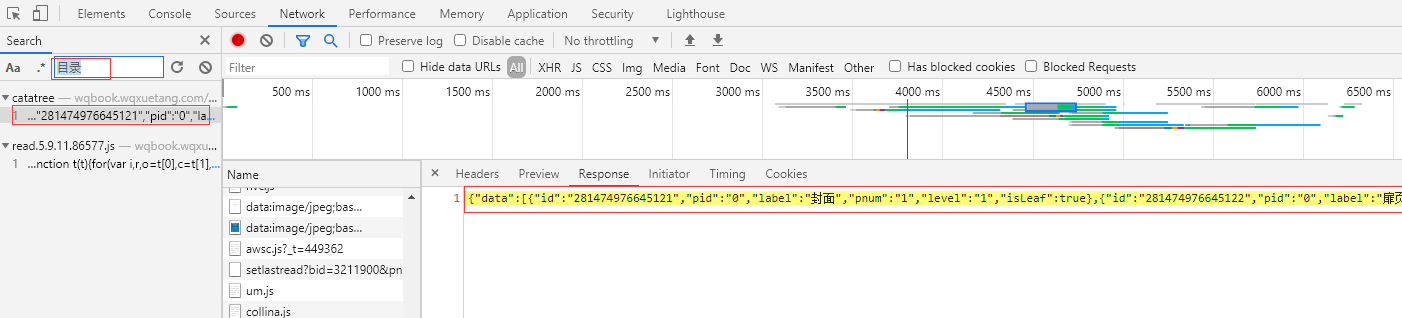 Elements Console Sources Network Performance Memory Application Security Lighthouse
Search
Preserve log Disable cache No throttling
Aa .* 目录
Filter Hide data URLs All XHR JS CSS Img Media Font Doc WS Manifest Other Has blocked cookies Blocked Requests
500 ms 1000 ms 1500 ms 2000 ms 2500 ms 3000 ms 3500 ms 4000 ms 4500 ms 5000 ms 5500 ms 6000 ms 6500 ms
catatree — wqbook.wqxuetang.com/…
1 …"281474976645121","pid":"0","la…
read.5.9.11.86577.js — wqbook.wqxu…
1 …nction t(t){for(var i,r,o=t[0],c=t[1],…
Name
Headers Preview Response Initiator Timing Cookies
1 {"data":[{"id":"281474976645121","pid":"0","label":"封面","pnum":"1","level":"1","isLeaf":true},{"id":"281474976645122","pid":"0","label":"扉页
data:image/jpeg;bas…
data:image/jpeg;bas…
awsc.js?_t=449362
setlastread?bid=3211900&pn
um.js
collina.js